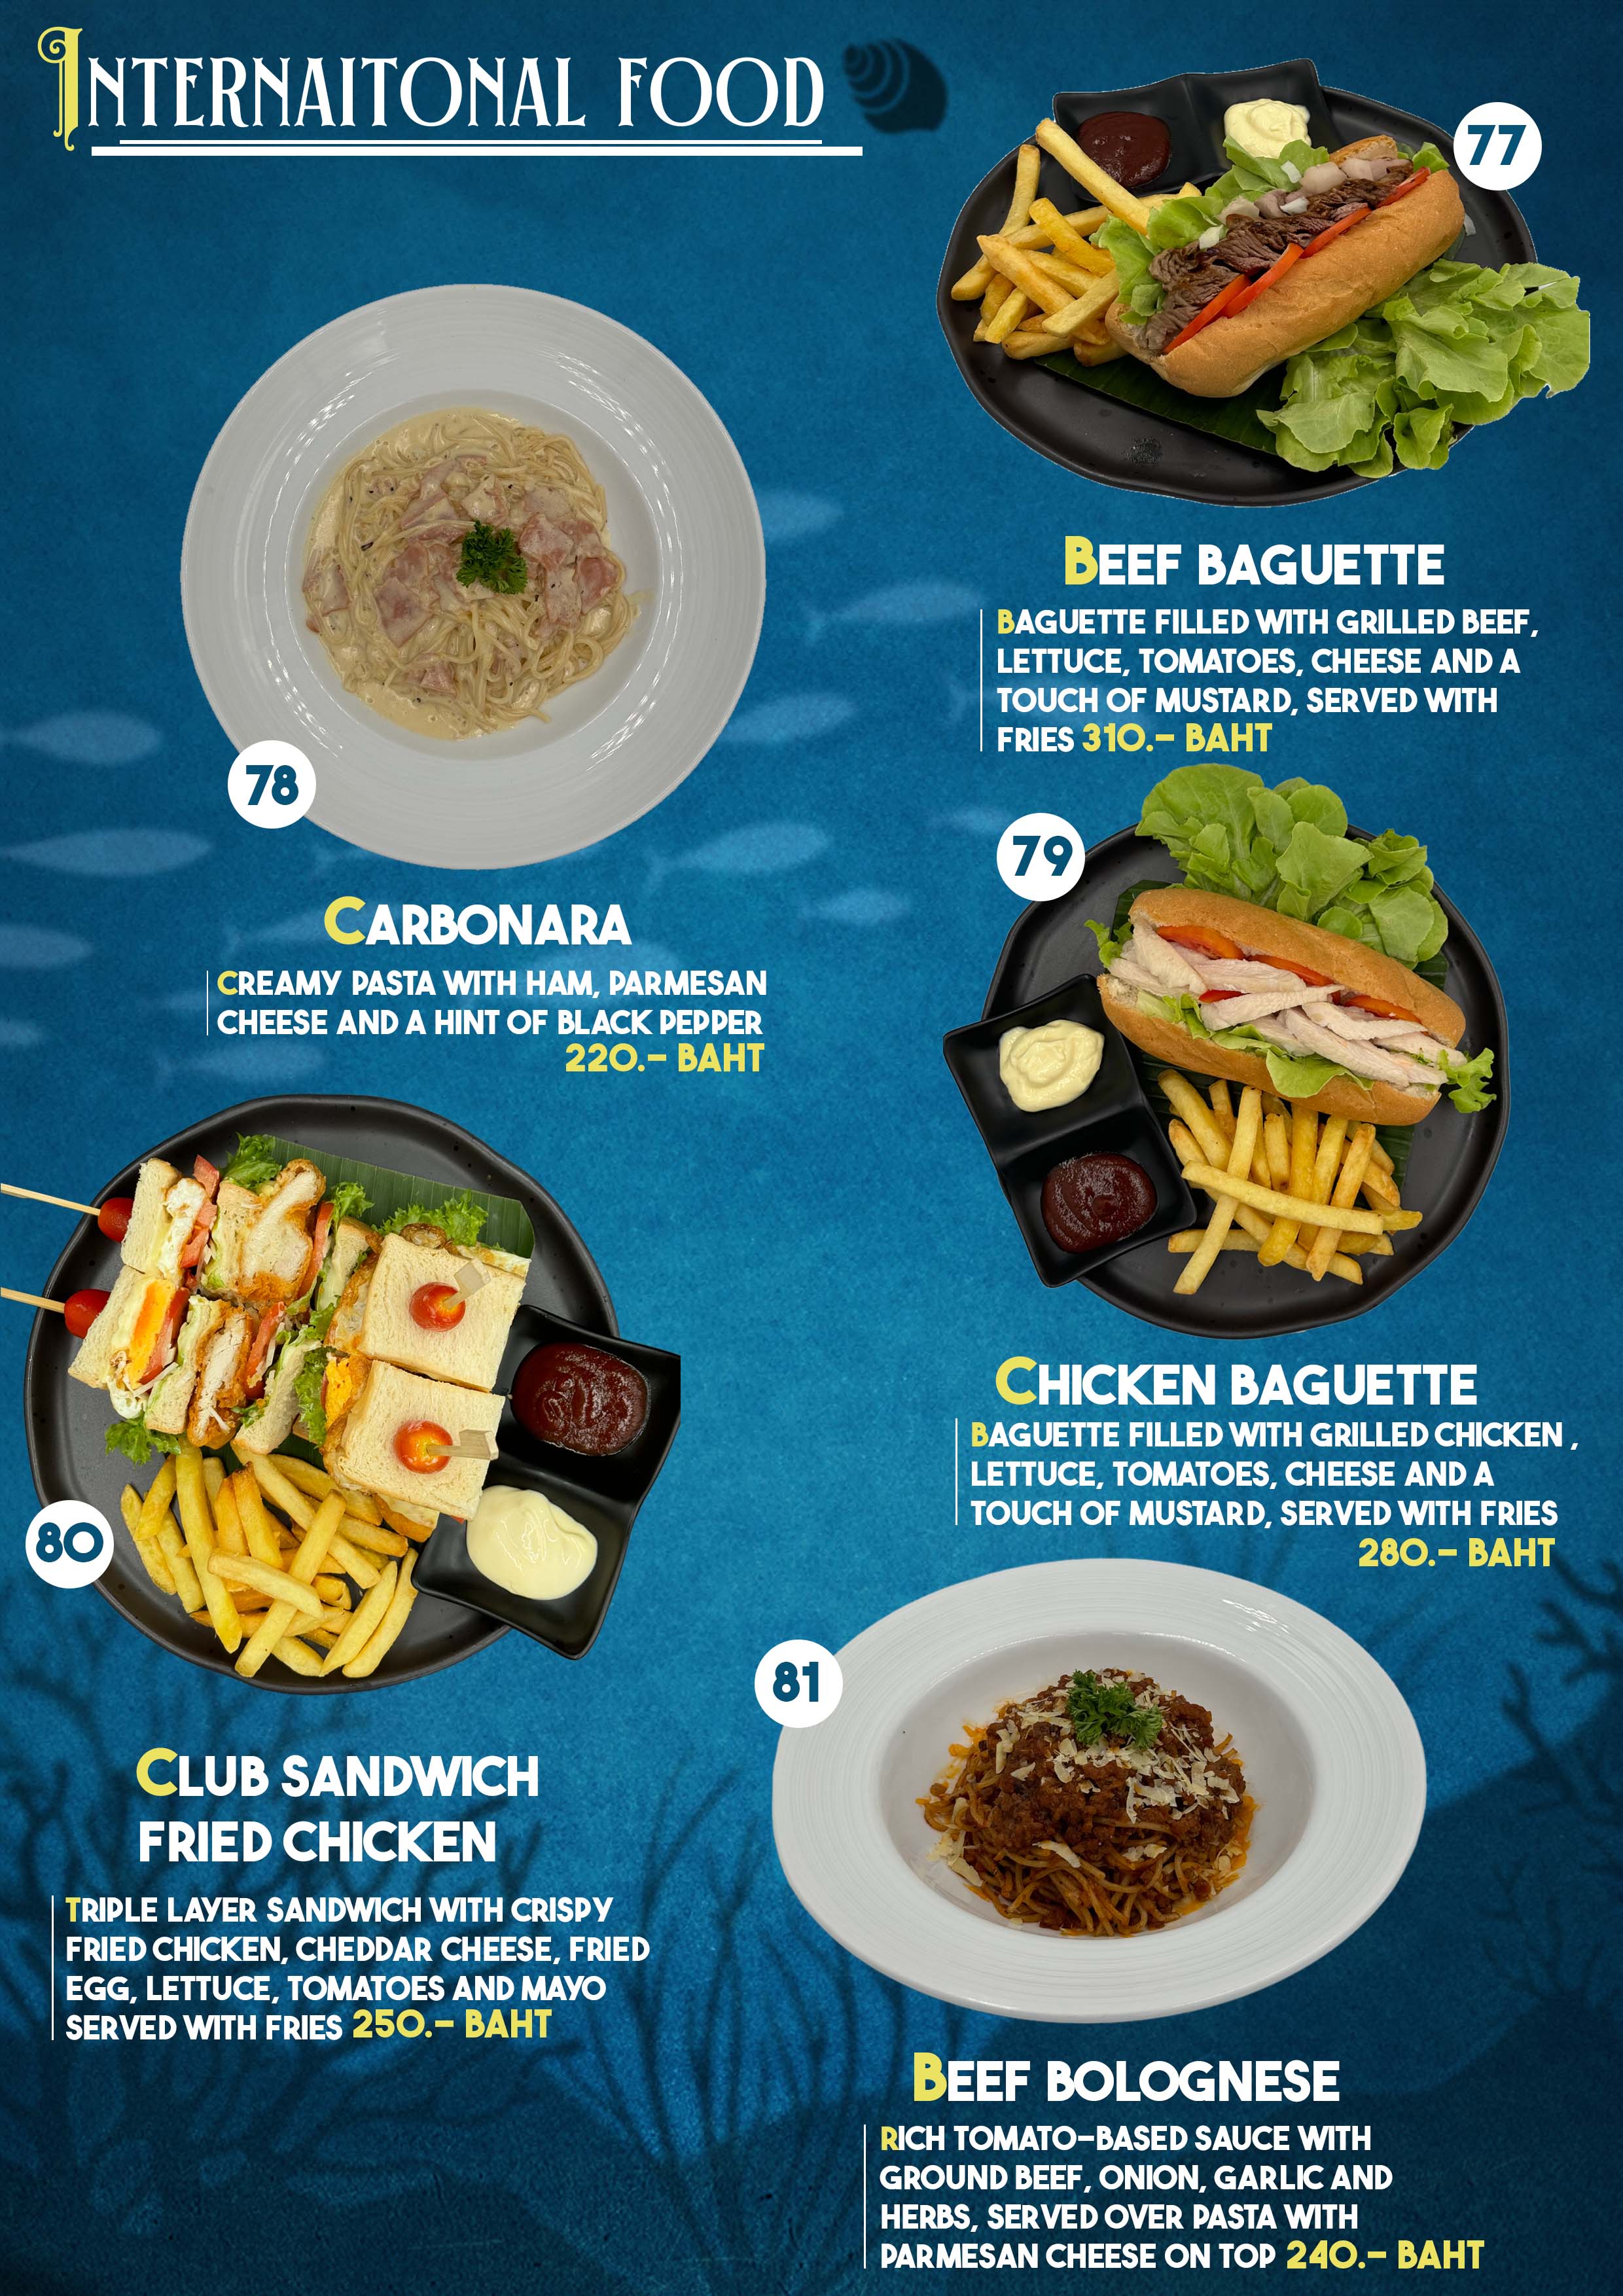 INTERNAITONAL FOOD
77
BEEF BAGUETTE
BAGUETTE FILLED WITH GRILLED BEEF,
LETTUCE, TOMATOES, CHEESE AND A
TOUCH OF MUSTARD, SERVED WITH
FRIES 310.- BAHT
78
CARBONARA
CREAMY PASTA WITH HAM, PARMESAN
CHEESE AND A HINT OF BLACK PEPPER
220.- BAHT
79
CHICKEN BAGUETTE
BAGUETTE FILLED WITH GRILLED CHICKEN ,
LETTUCE, TOMATOES, CHEESE AND A
TOUCH OF MUSTARD, SERVED WITH FRIES
280.- BAHT
80
CLUB SANDWICH
FRIED CHICKEN
TRIPLE LAYER SANDWICH WITH CRISPY
FRIED CHICKEN, CHEDDAR CHEESE, FRIED
EGG, LETTUCE, TOMATOES AND MAYO
SERVED WITH FRIES 250.- BAHT
81
BEEF BOLOGNESE
RICH TOMATO-BASED SAUCE WITH
GROUND BEEF, ONION, GARLIC AND
HERBS, SERVED OVER PASTA WITH
PARMESAN CHEESE ON TOP 240.- BAHT